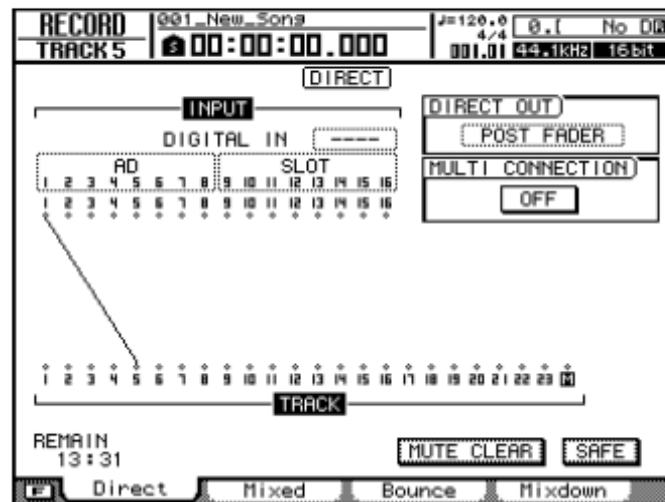 RECORD
TRACK 5
001_New_Song
S 00:00:00.000
♩=120.0
4/4
001.01
0.[ No DI
44.1kHz 16bit
DIRECT
INPUT
DIGITAL IN ----
AD SLOT
1 2 3 4 5 6 7 8 9 10 11 12 13 14 15 16
1 2 3 4 5 6 7 8 9 10 11 12 13 14 15 16
DIRECT OUT
POST FADER
MULTI CONNECTION
OFF
1 2 3 4 5 6 7 8 9 10 11 12 13 14 15 16 17 18 19 20 21 22 23 M
TRACK
REMAIN
13:31
MUTE CLEAR SAFE
F Direct Mixed Bounce Mixdown